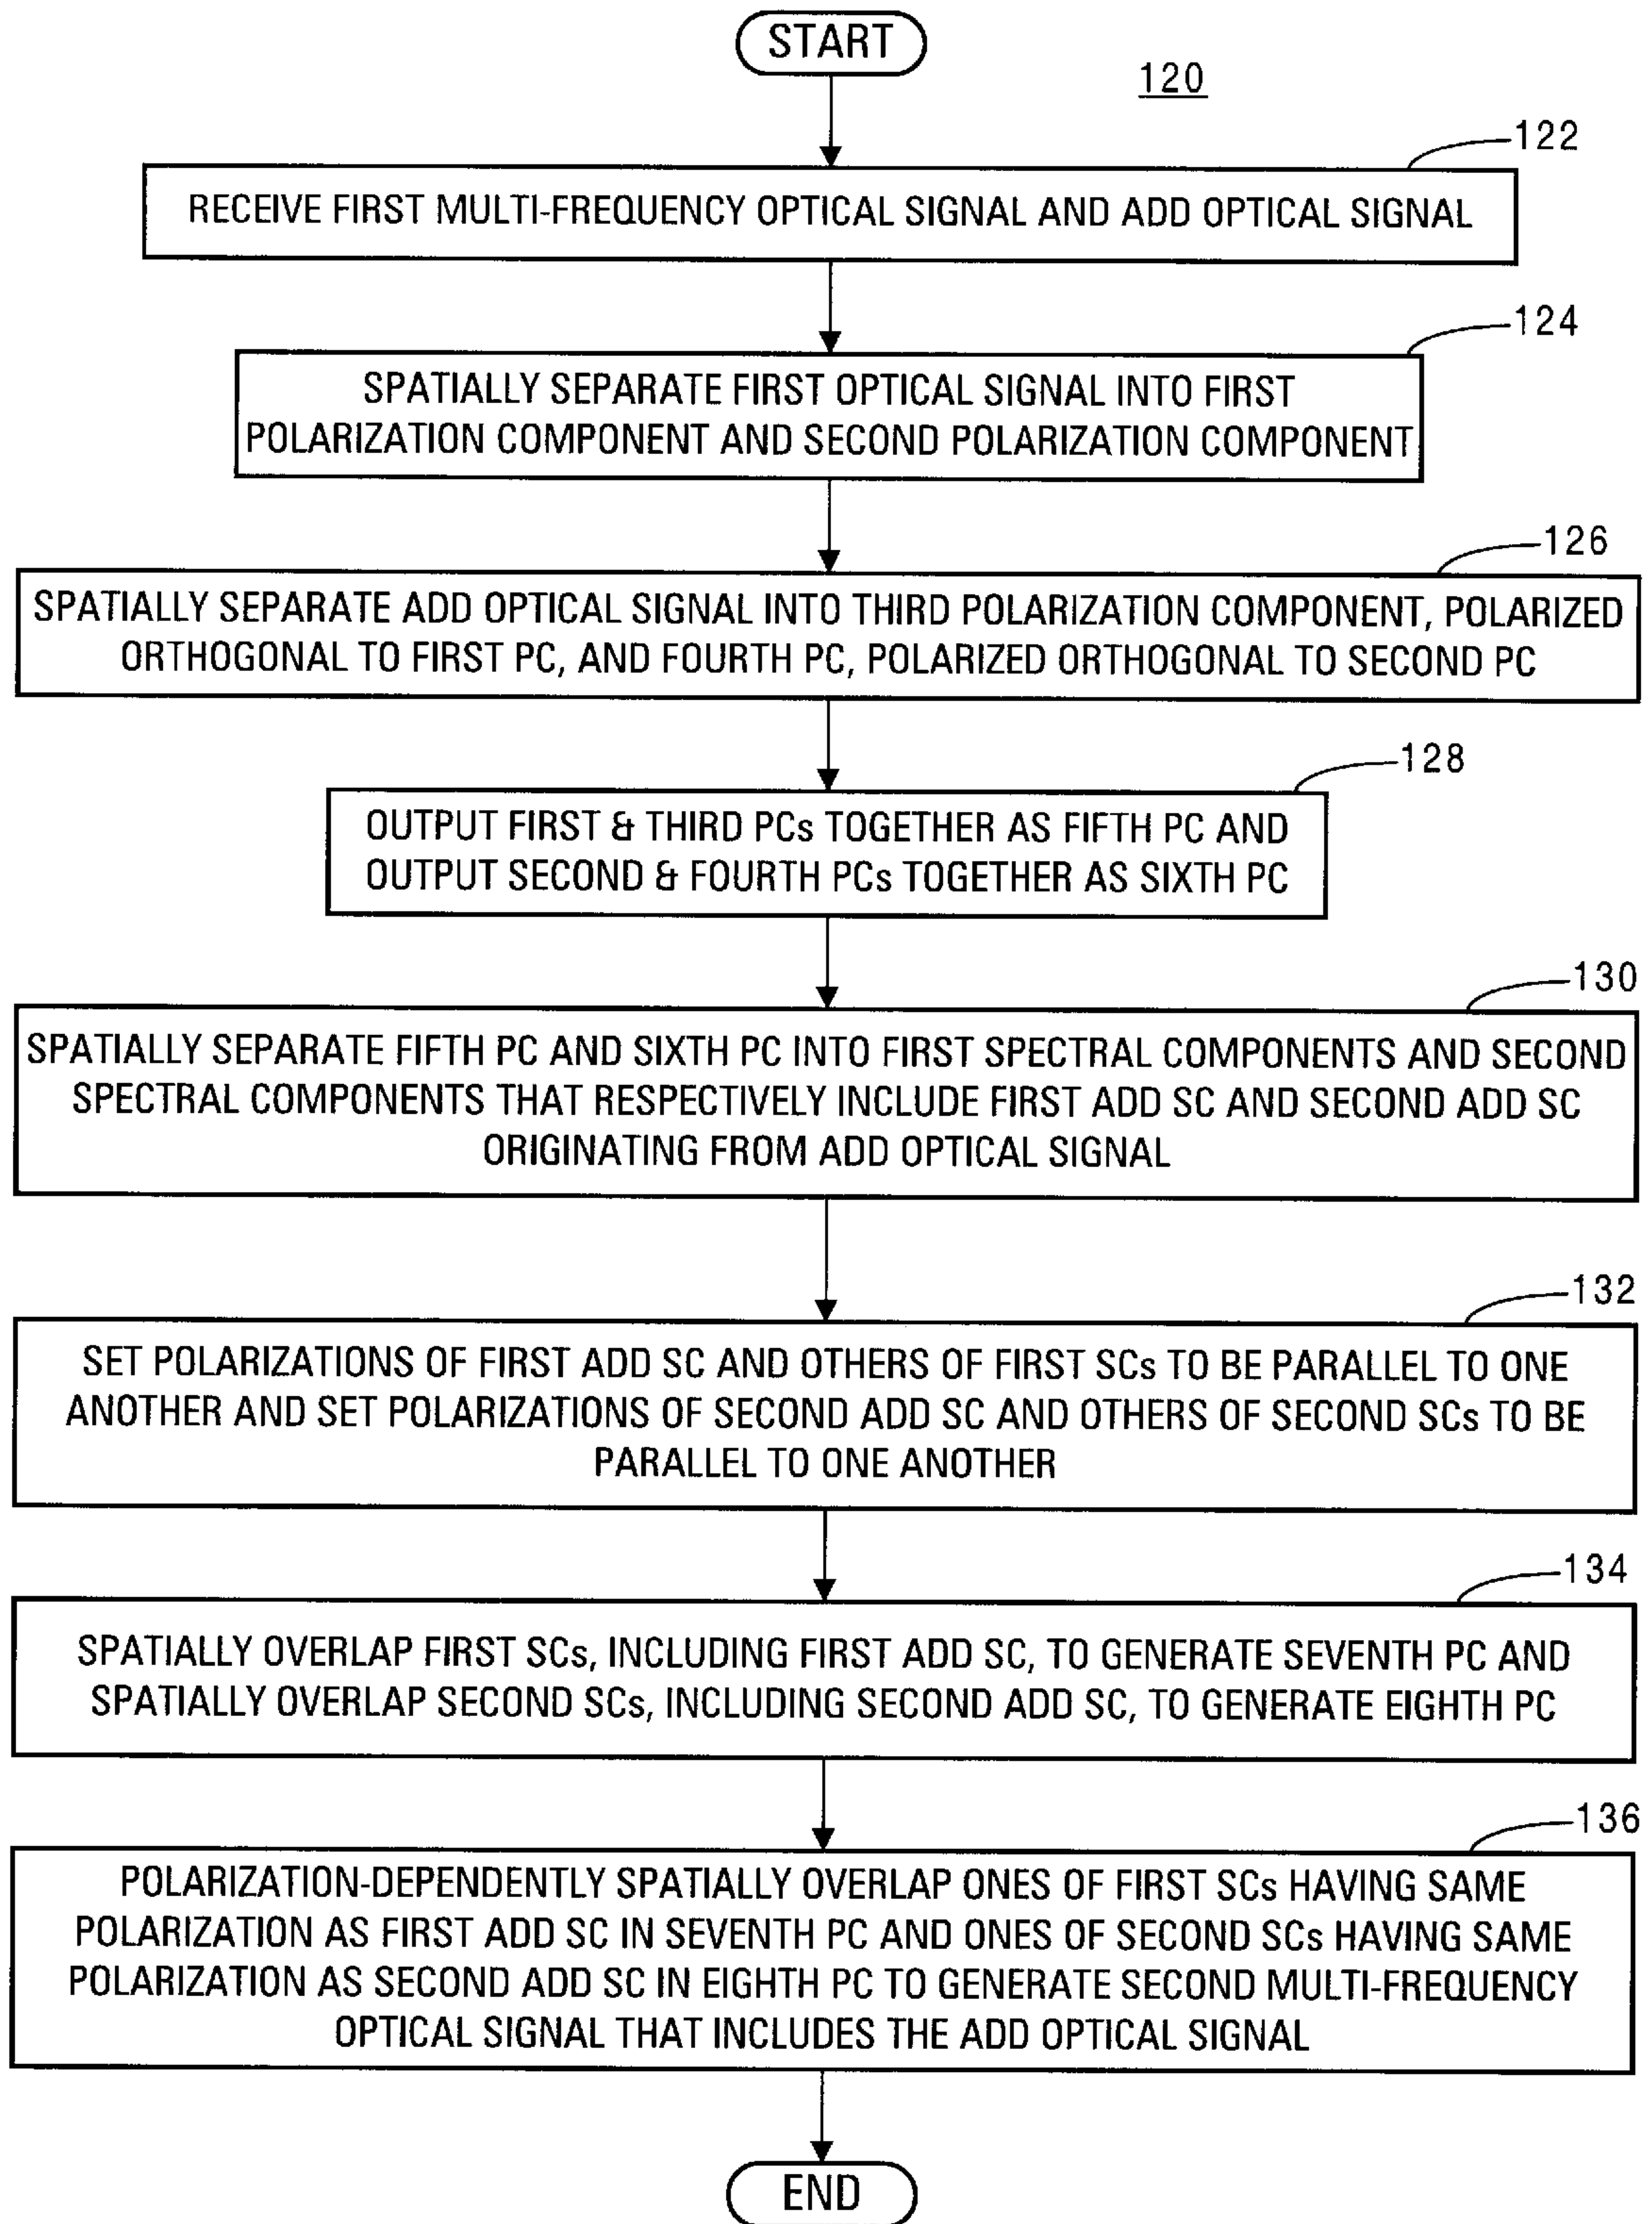 START
120
122
RECEIVE FIRST MULTI-FREQUENCY OPTICAL SIGNAL AND ADD OPTICAL SIGNAL
124
SPATIALLY SEPARATE FIRST OPTICAL SIGNAL INTO FIRST
POLARIZATION COMPONENT AND SECOND POLARIZATION COMPONENT
126
SPATIALLY SEPARATE ADD OPTICAL SIGNAL INTO THIRD POLARIZATION COMPONENT, POLARIZED
ORTHOGONAL TO FIRST PC, AND FOURTH PC, POLARIZED ORTHOGONAL TO SECOND PC
128
OUTPUT FIRST & THIRD PCs TOGETHER AS FIFTH PC AND
OUTPUT SECOND & FOURTH PCs TOGETHER AS SIXTH PC
130
SPATIALLY SEPARATE FIFTH PC AND SIXTH PC INTO FIRST SPECTRAL COMPONENTS AND SECOND
SPECTRAL COMPONENTS THAT RESPECTIVELY INCLUDE FIRST ADD SC AND SECOND ADD SC
ORIGINATING FROM ADD OPTICAL SIGNAL
132
SET POLARIZATIONS OF FIRST ADD SC AND OTHERS OF FIRST SCs TO BE PARALLEL TO ONE
ANOTHER AND SET POLARIZATIONS OF SECOND ADD SC AND OTHERS OF SECOND SCs TO BE
PARALLEL TO ONE ANOTHER
134
SPATIALLY OVERLAP FIRST SCs, INCLUDING FIRST ADD SC, TO GENERATE SEVENTH PC AND
SPATIALLY OVERLAP SECOND SCs, INCLUDING SECOND ADD SC, TO GENERATE EIGHTH PC
136
POLARIZATION-DEPENDENTLY SPATIALLY OVERLAP ONES OF FIRST SCs HAVING SAME
POLARIZATION AS FIRST ADD SC IN SEVENTH PC AND ONES OF SECOND SCs HAVING SAME
POLARIZATION AS SECOND ADD SC IN EIGHTH PC TO GENERATE SECOND MULTI-FREQUENCY
OPTICAL SIGNAL THAT INCLUDES THE ADD OPTICAL SIGNAL
END